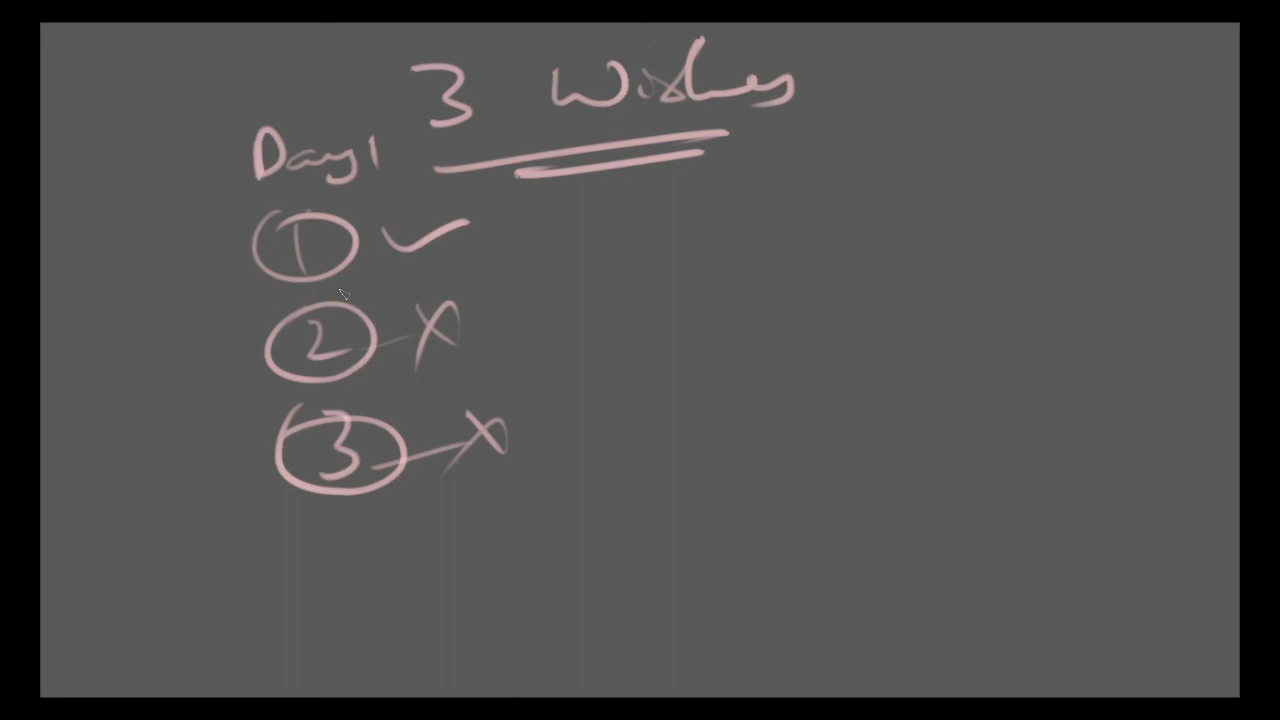 3 Wishes
Day 1
1 ✓
2 - X
3 - X